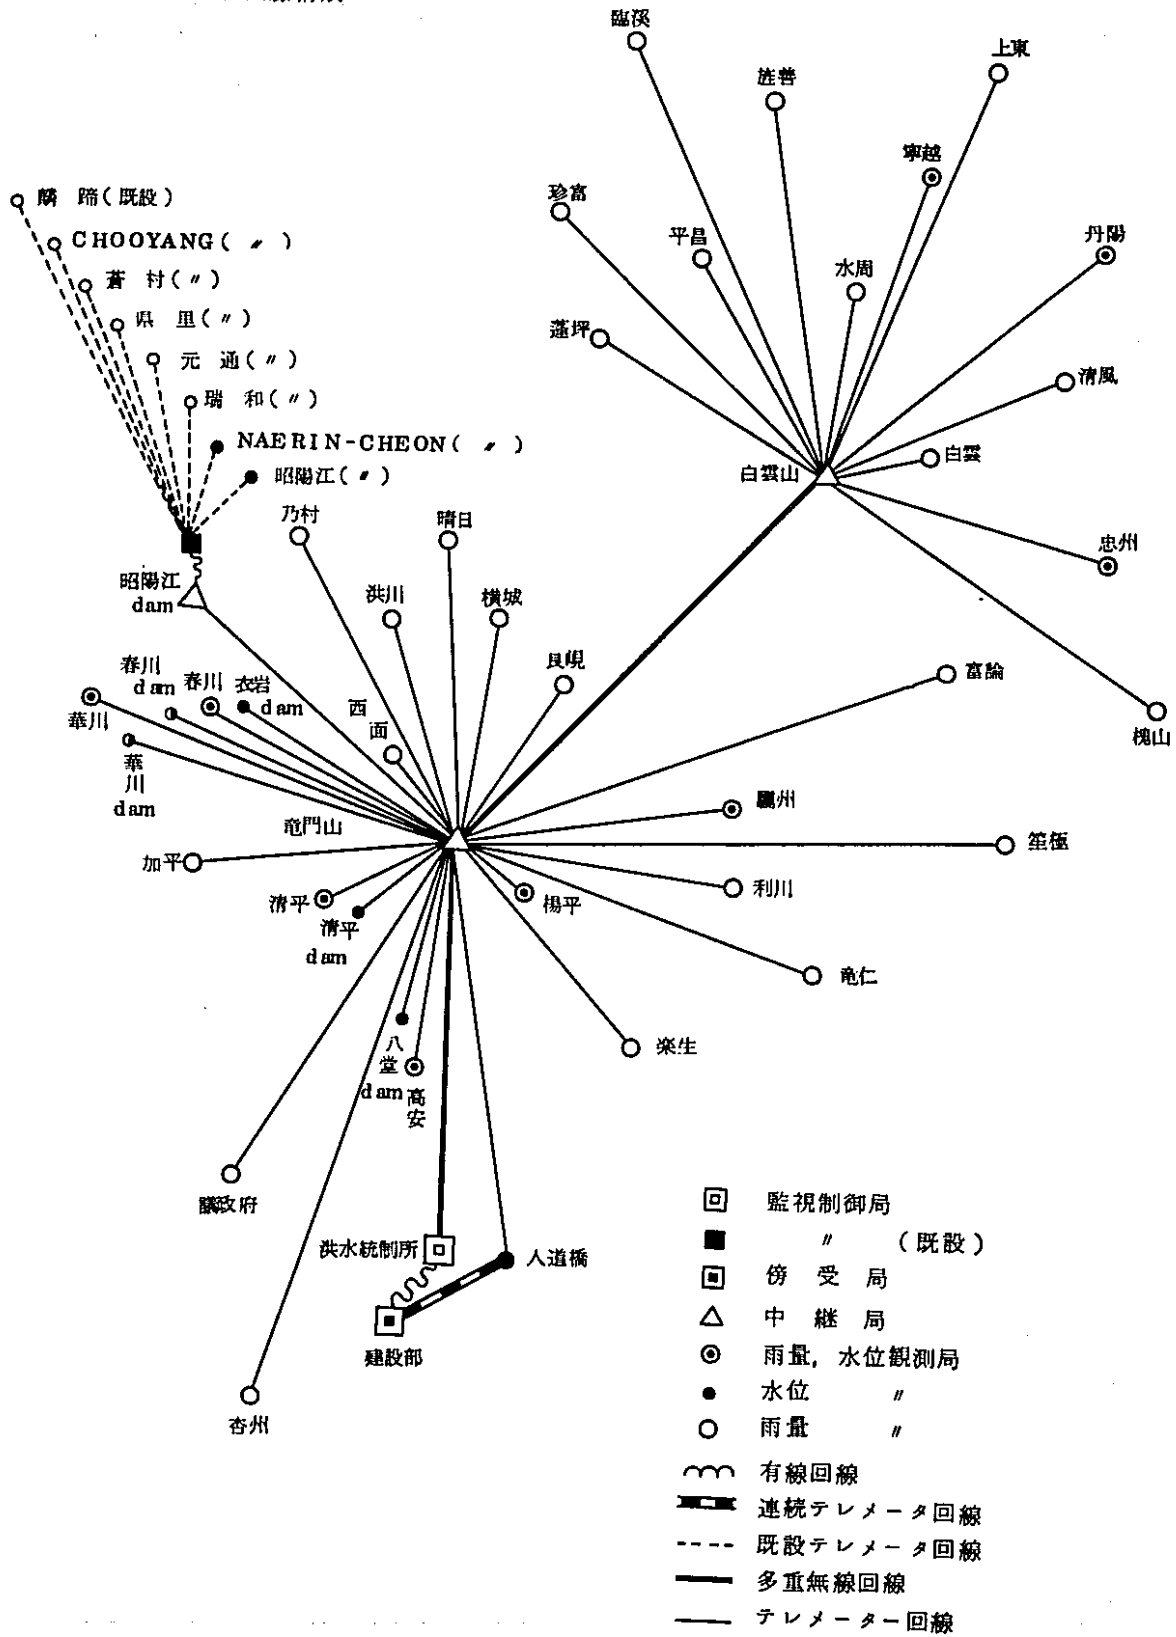 臨溪
上東
旌善
寧越
珍富
平昌
丹陽
水周
蓬坪
清風
白雲
白雲山
忠州
槐山
麟 蹄(既設)
CHOOYANG( 〃 )
蒼 村(〃)
県 里(〃)
元 通(〃)
瑞 和(〃)
NAERIN-CHEON( 〃 )
昭陽江(〃)
昭陽江
dam
乃村
晴日
洪川
横城
西
面
富論
春川
dam
春川
衣岩
dam
華川
華
川
dam
竜門山
驪州
笙極
加平
利川
清平
清平
dam
楊平
竜仁
楽生
八
堂
dam
高
安
議政府
洪水統制所
人道橋
建設部
杏州
監視制御局
〃 (既設)
傍 受 局
中 継 局
雨量, 水位観測局
水位 〃
雨量 〃
有線回線
連続テレメータ回線
既設テレメータ回線
多重無線回線
テレメーター回線